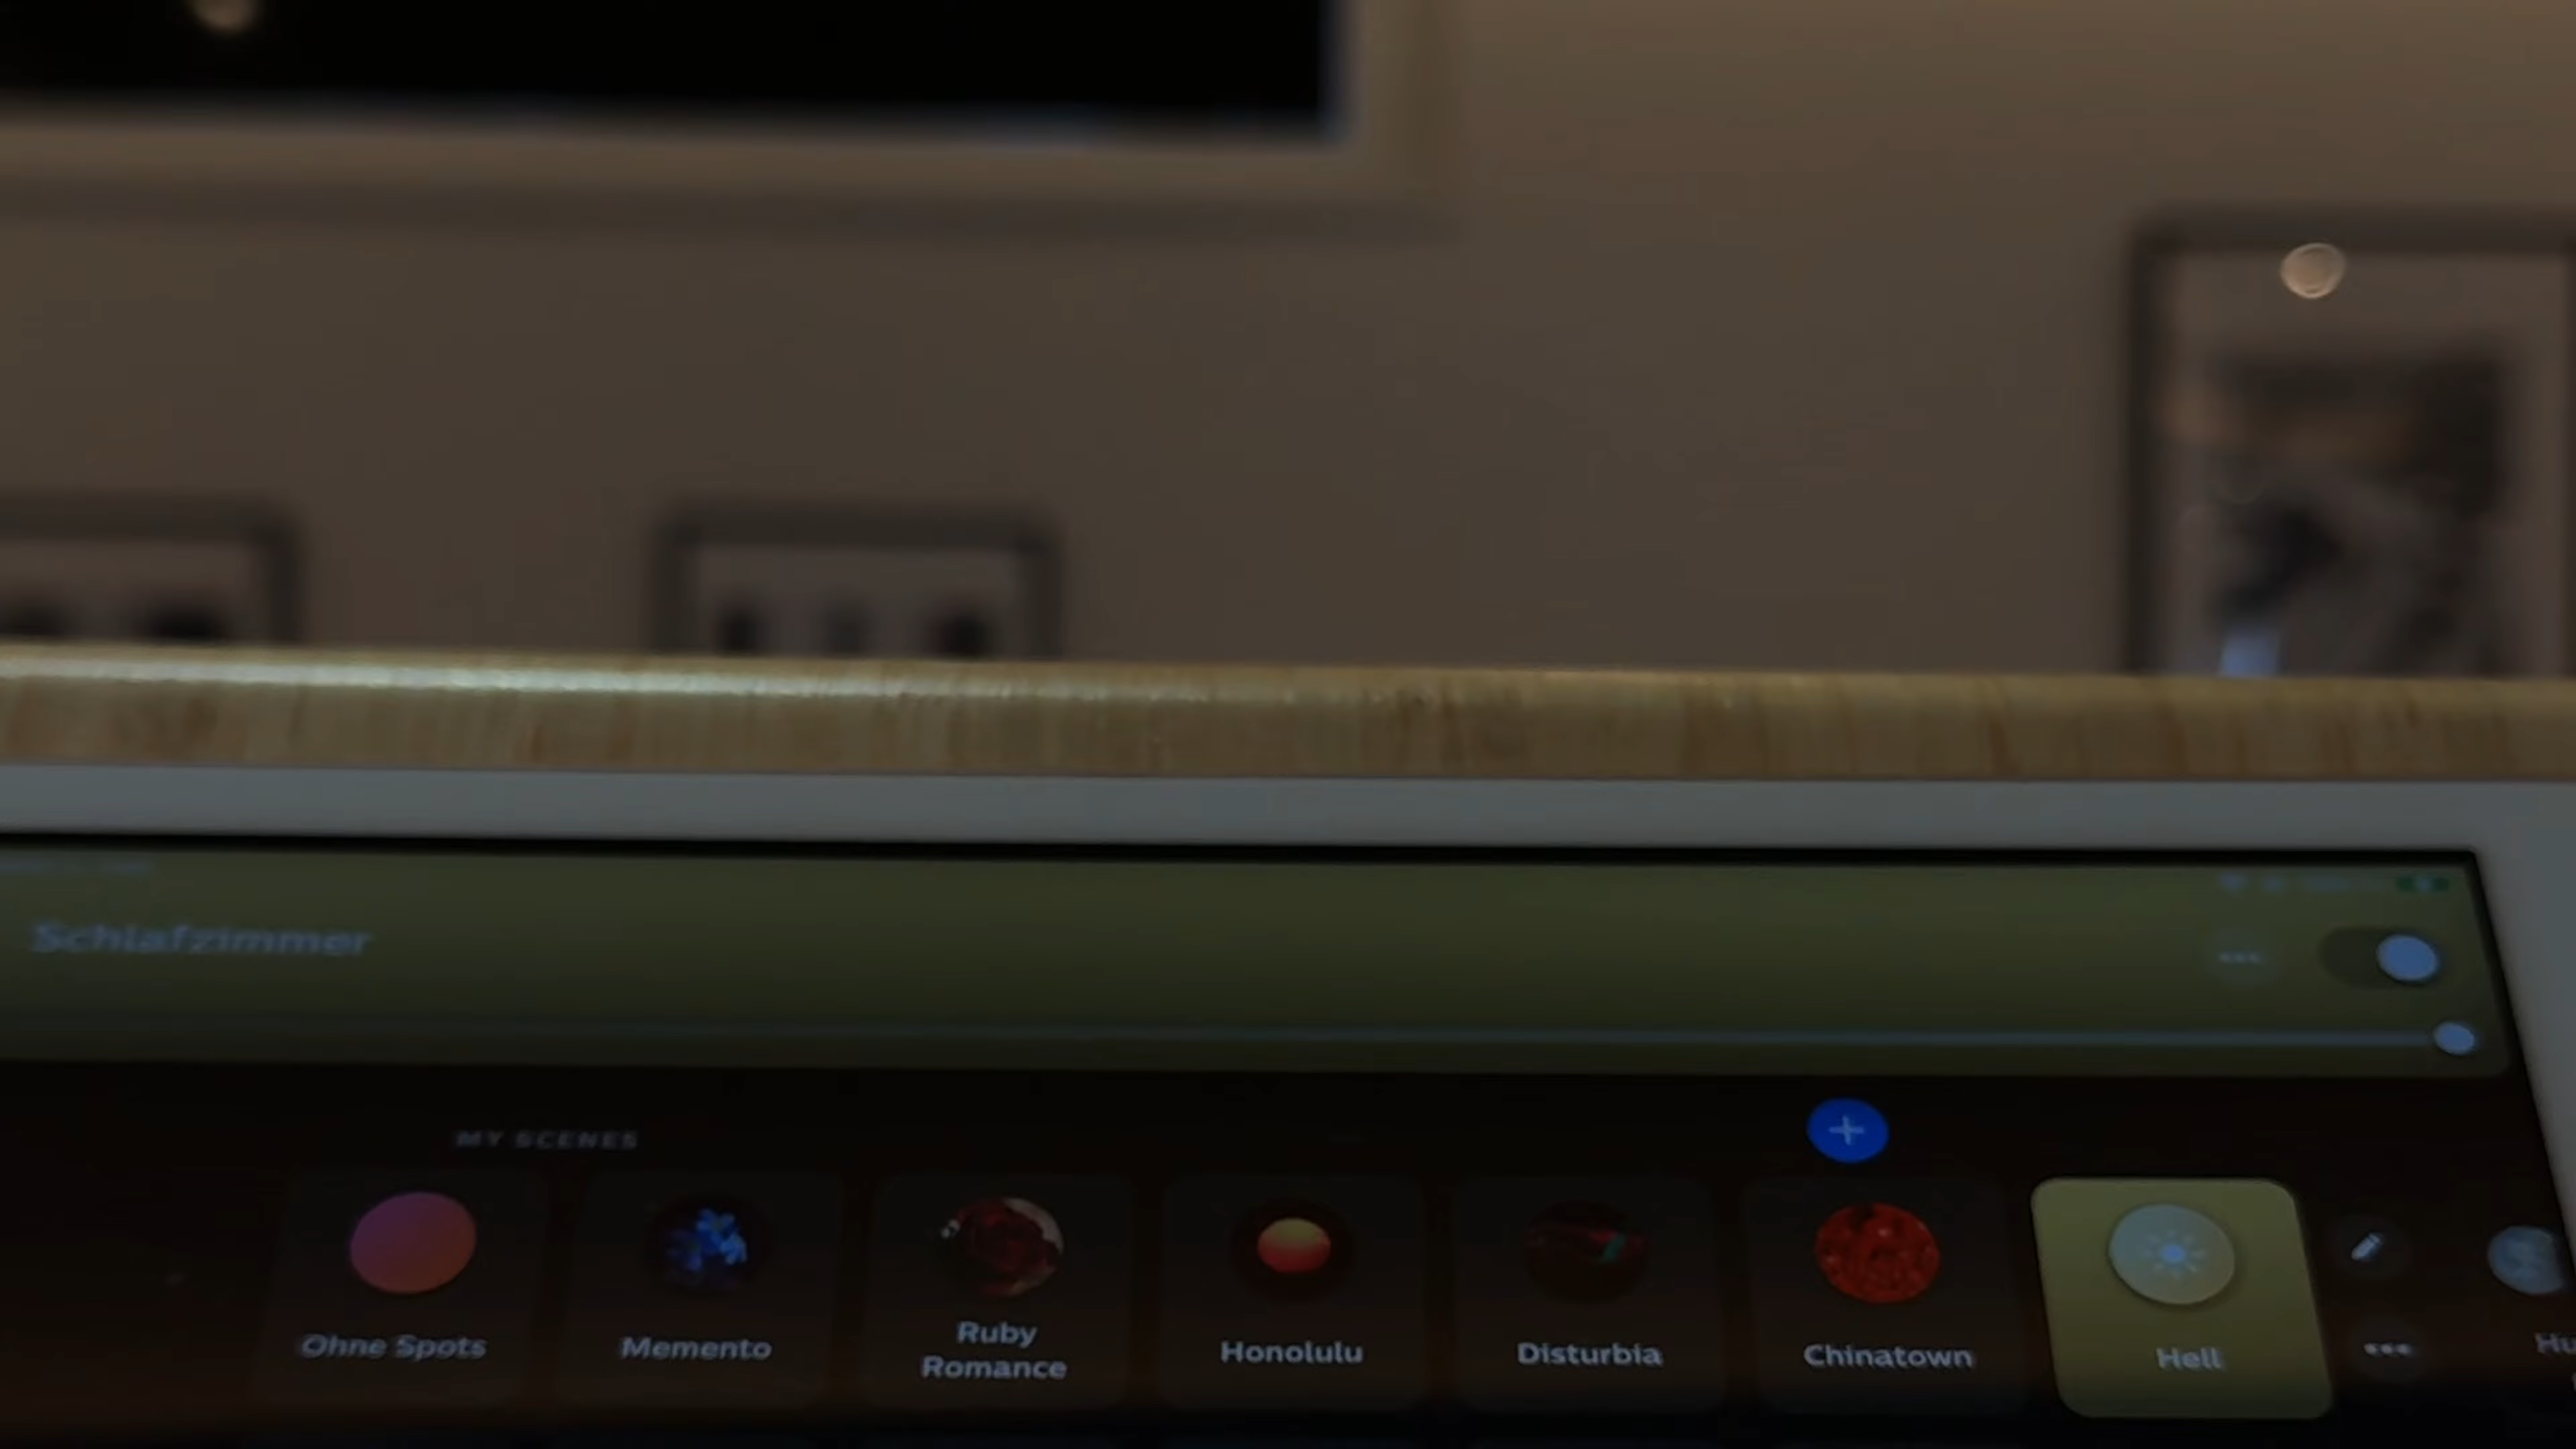 Schlafzimmer
MY SCENES
Ohne Spots
Memento
Ruby
Romance
Honolulu
Disturbia
Chinatown
Hell